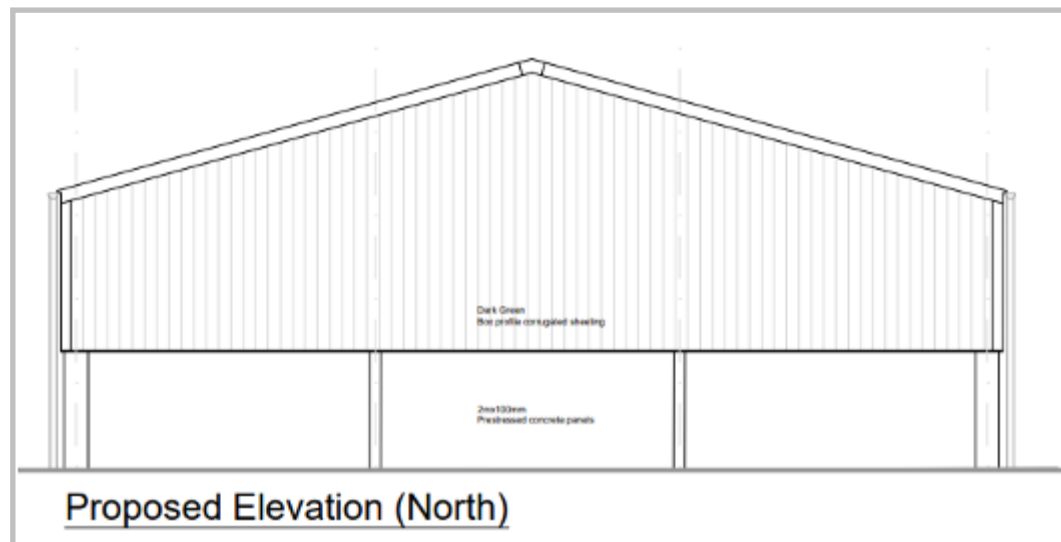 Dark Green
Box profile corrugated sheeting
2mx100mm
Prestressed concrete panels
Proposed Elevation (North)